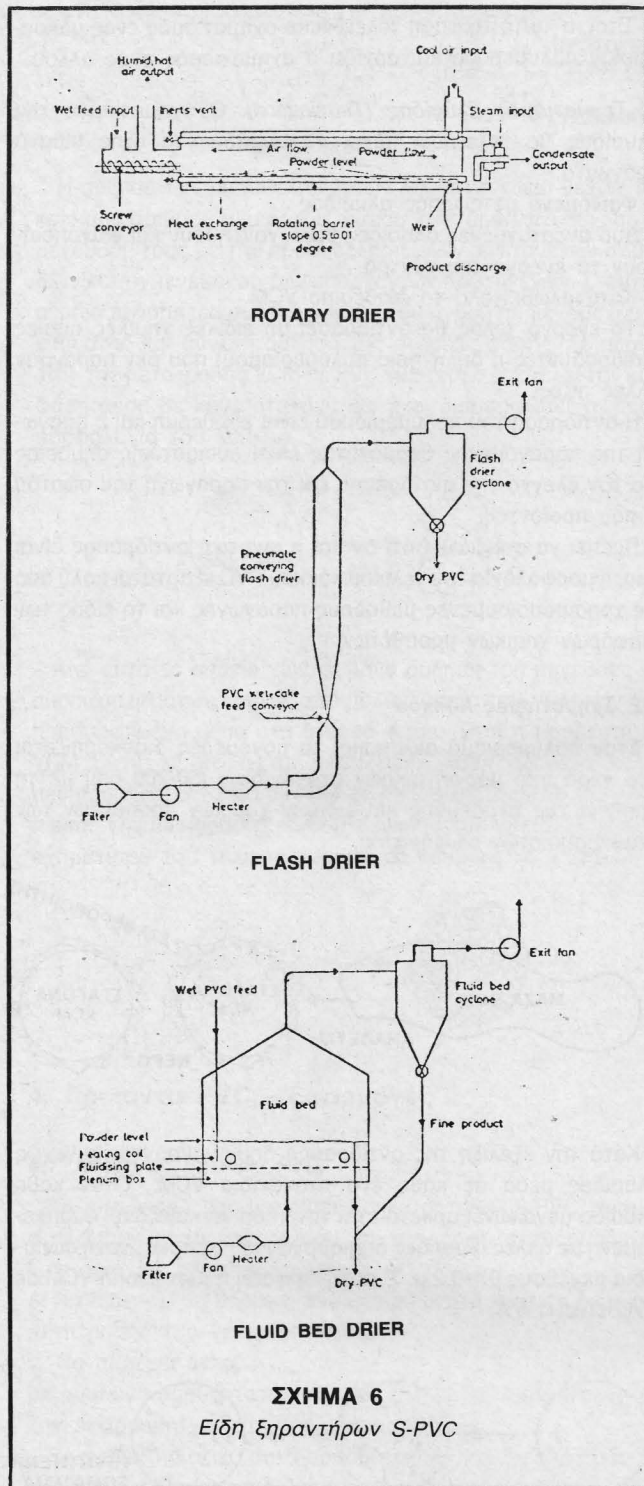 Humid, hot
air output
Cool air input
Wet feed input
Inerts vent
Steam input
Air flow
Powder flow
Powder level
Condensate
output
Screw
conveyor
Heat exchange
tubes
Rotating barrel
slope 0.5 to 0.1
degree
Weir
Product discharge
ROTARY DRIER
Exit fan
Flash
drier
cyclone
Pneumatic
conveying
flash drier
Dry PVC
PVC wet-cake
feed conveyor
Filter
Fan
Heater
FLASH DRIER
Exit fan
Wet PVC feed
Fluid bed
cyclone
Fluid bed
Fine product
Powder level
Heating coil
Fluidising plate
Plenum box
Filter
Fan
Heater
Dry PVC
FLUID BED DRIER
ΣΧΗΜΑ 6
Είδη ξηραντήρων S-PVC